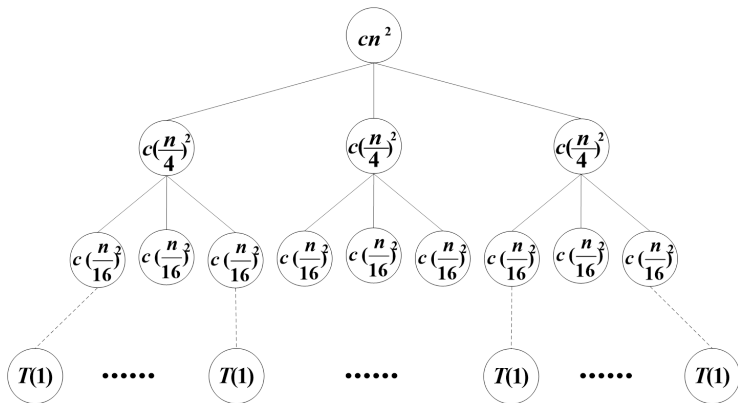 cn²
c(n/4)² c(n/4)² c(n/4)²
c(n/16)² c(n/16)² c(n/16)² c(n/16)² c(n/16)² c(n/16)² c(n/16)² c(n/16)² c(n/16)²
T(1) ...... T(1) ...... T(1) ...... T(1)